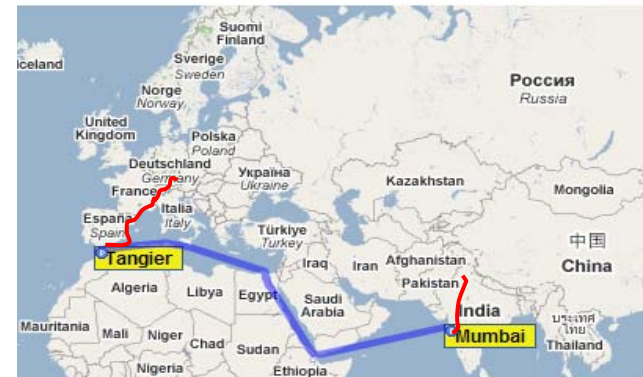 Suomi
Finland
Iceland
Sverige
Sweden
Norge
Norway
Россия
Russia
United
Kingdom
Polska
Poland
Deutschland
Germany
Україна
Ukraine
France
Kazakhstan
Mongolia
Italia
Italy
España
Spain
Türkiye
Turkey
中国
China
Tangier
Iraq
Iran
Afghanistan
Pakistan
Algeria
Libya
Egypt
Saudi
Arabia
India
Mumbai
ประเทศ
ไทย
Thailand
Mauritania
Mali
Niger
Chad
Sudan
Nigeria
Ethiopia